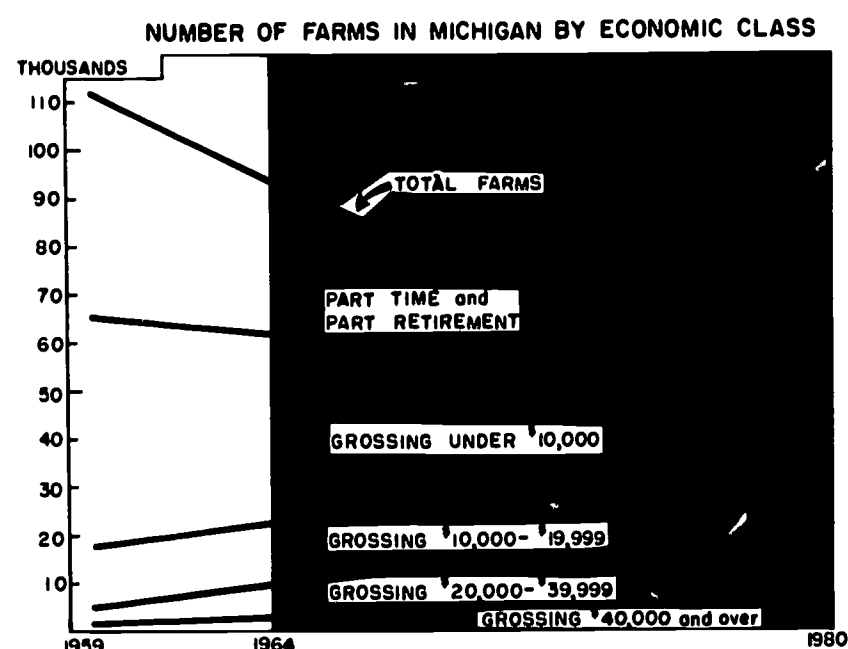 NUMBER OF FARMS IN MICHIGAN BY ECONOMIC CLASS
THOUSANDS
110
100
90
80
70
60
50
40
30
20
10
TOTAL FARMS
PART TIME and
PART RETIREMENT
GROSSING UNDER $10,000
GROSSING $10,000- $19,999
GROSSING $20,000- $39,999
GROSSING $40,000 and over
1959
1964
1980